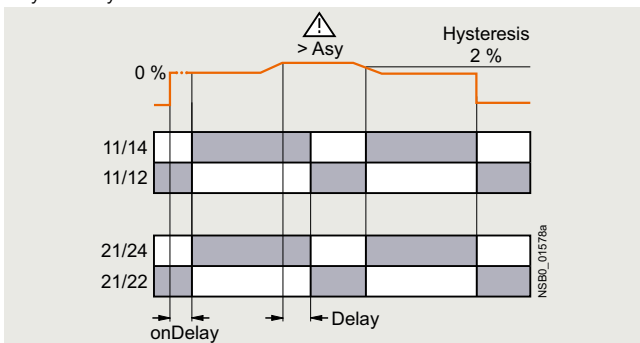 > Asy
Hysteresis
2 %
0 %
11/14
11/12
21/24
21/22
NSB0_01578a
onDelay
Delay